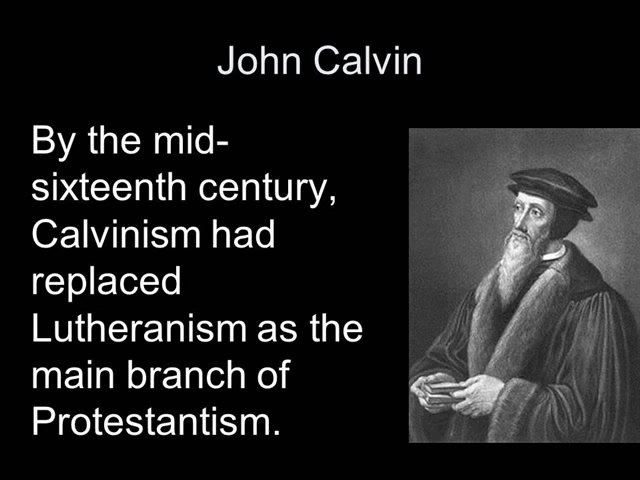 John Calvin
By the mid-
sixteenth century,
Calvinism had
replaced
Lutheranism as the
main branch of
Protestantism.